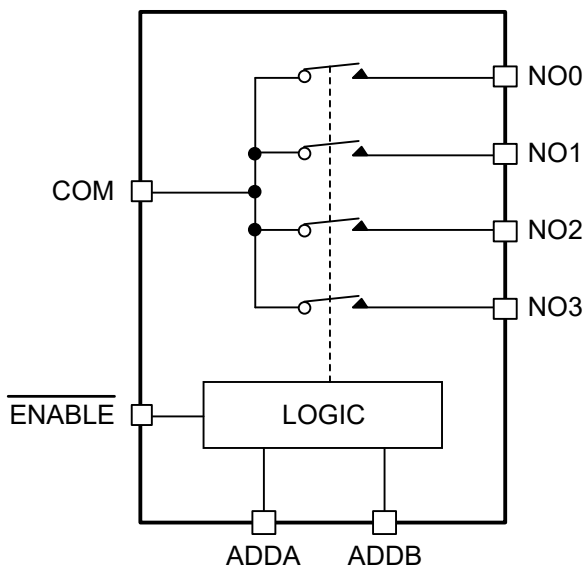 NO0
NO1
COM
NO2
NO3
ENABLE
LOGIC
ADDA
ADDB